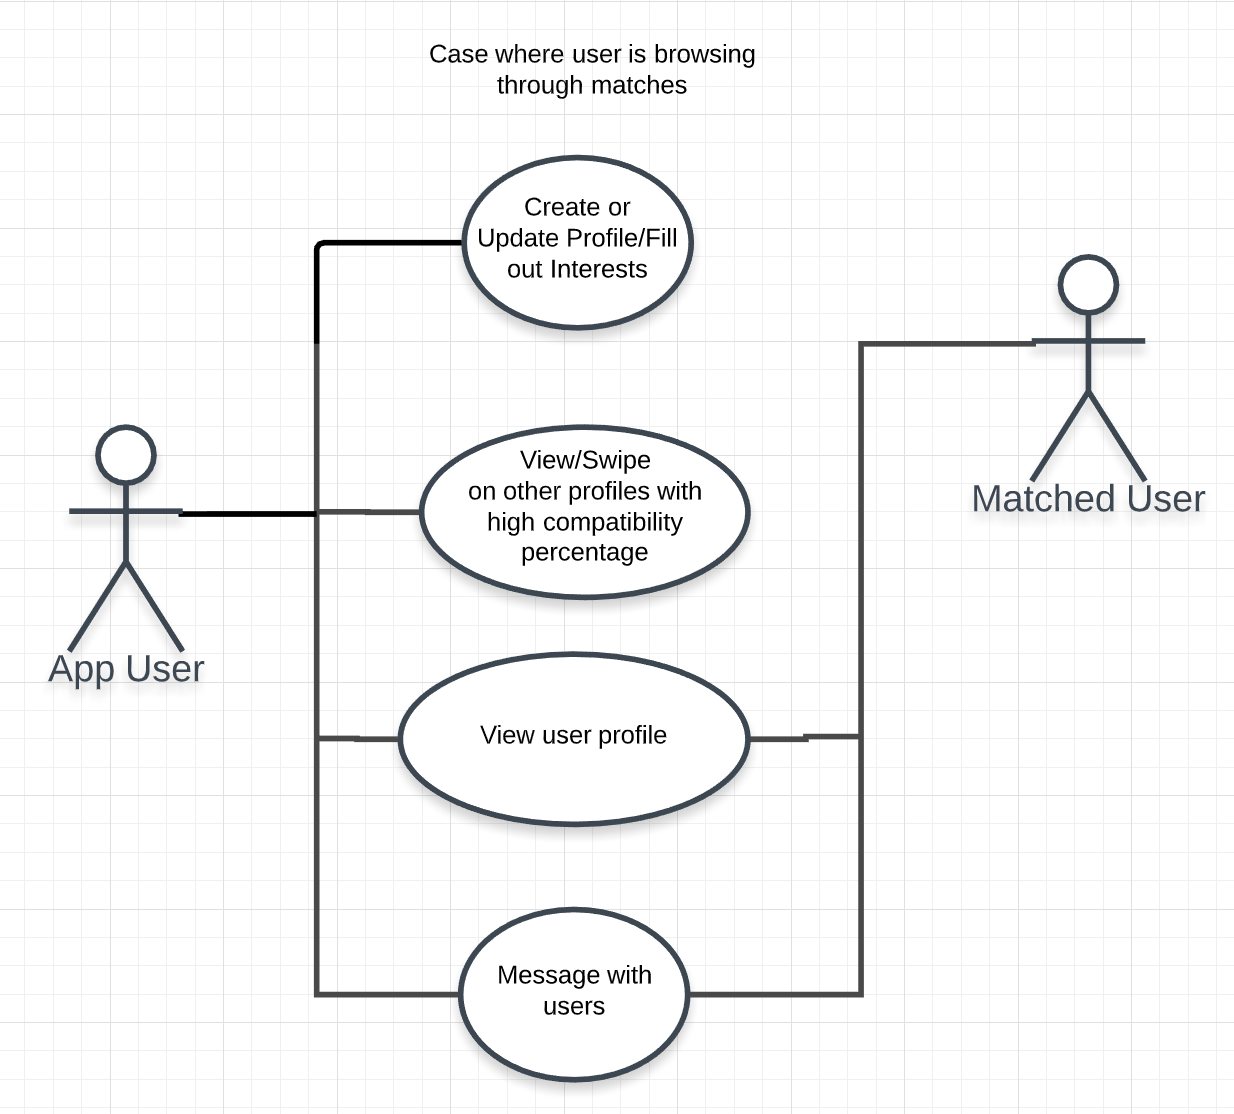 Case where user is browsing
through matches
Create or
Update Profile/Fill
out Interests
View/Swipe
on other profiles with
high compatibility
percentage
Matched User
App User
View user profile
Message with
users